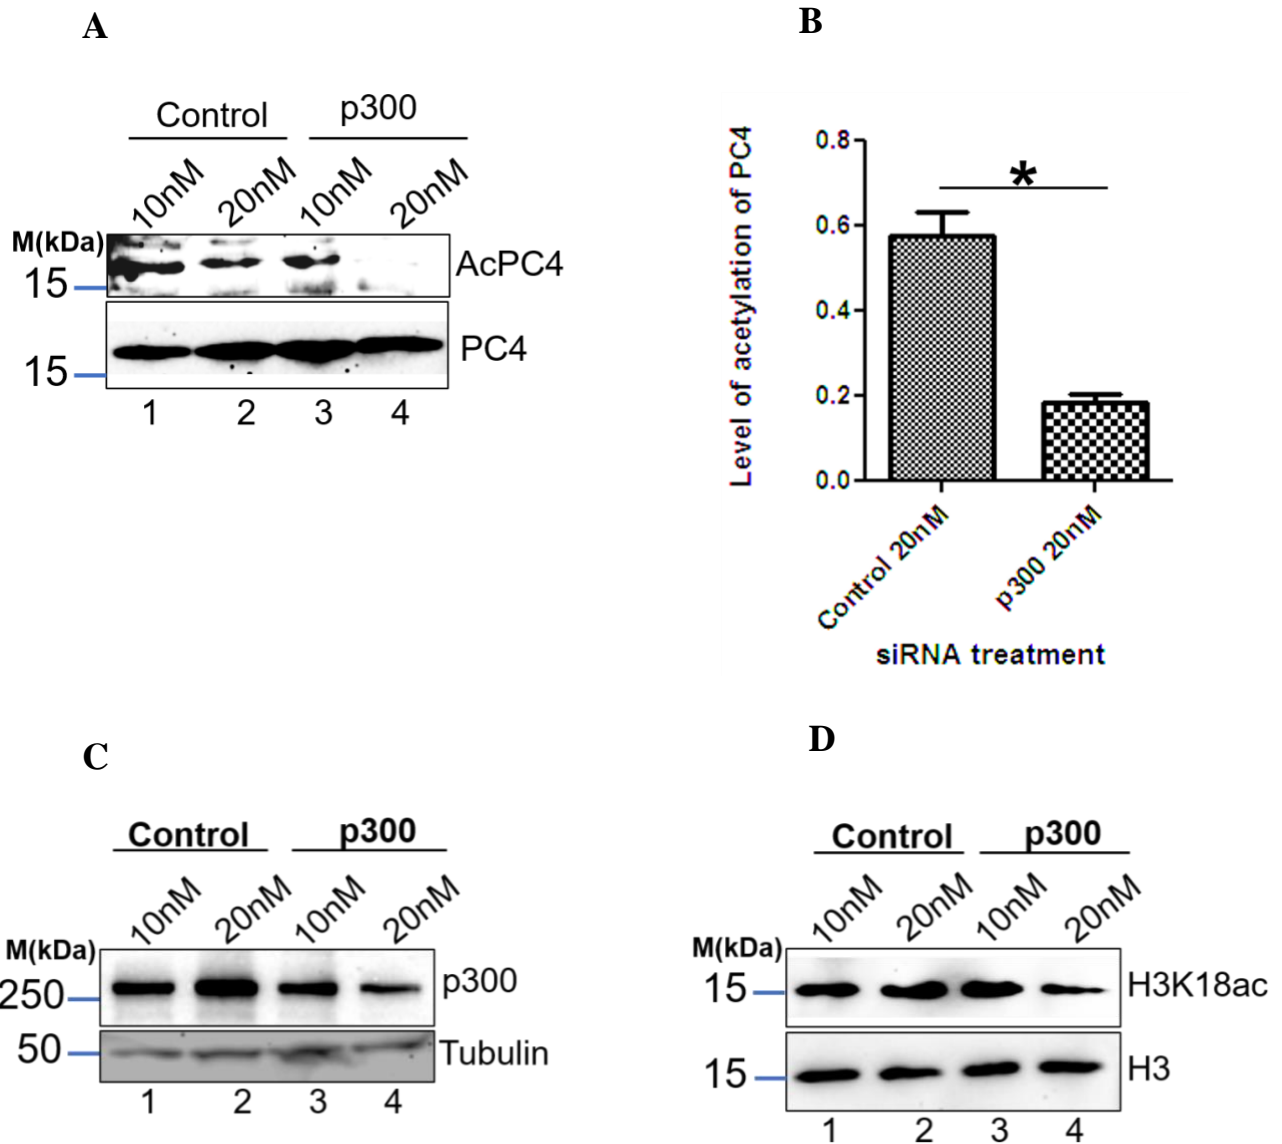 A
Control p300
10nM 20nM 10nM 20nM
M(kDa)
AcPC4
15
PC4
15
1 2 3 4
B
Level of acetylation of PC4
0.8
*
0.6
0.4
0.2
0.0
Control 20nM p300 20nM
siRNA treatment
C
Control p300
10nM 20nM 10nM 20nM
M(kDa)
p300
250
50 Tubulin
1 2 3 4
D
Control p300
10nM 20nM 10nM 20nM
M(kDa)
15 H3K18ac
15 H3
1 2 3 4